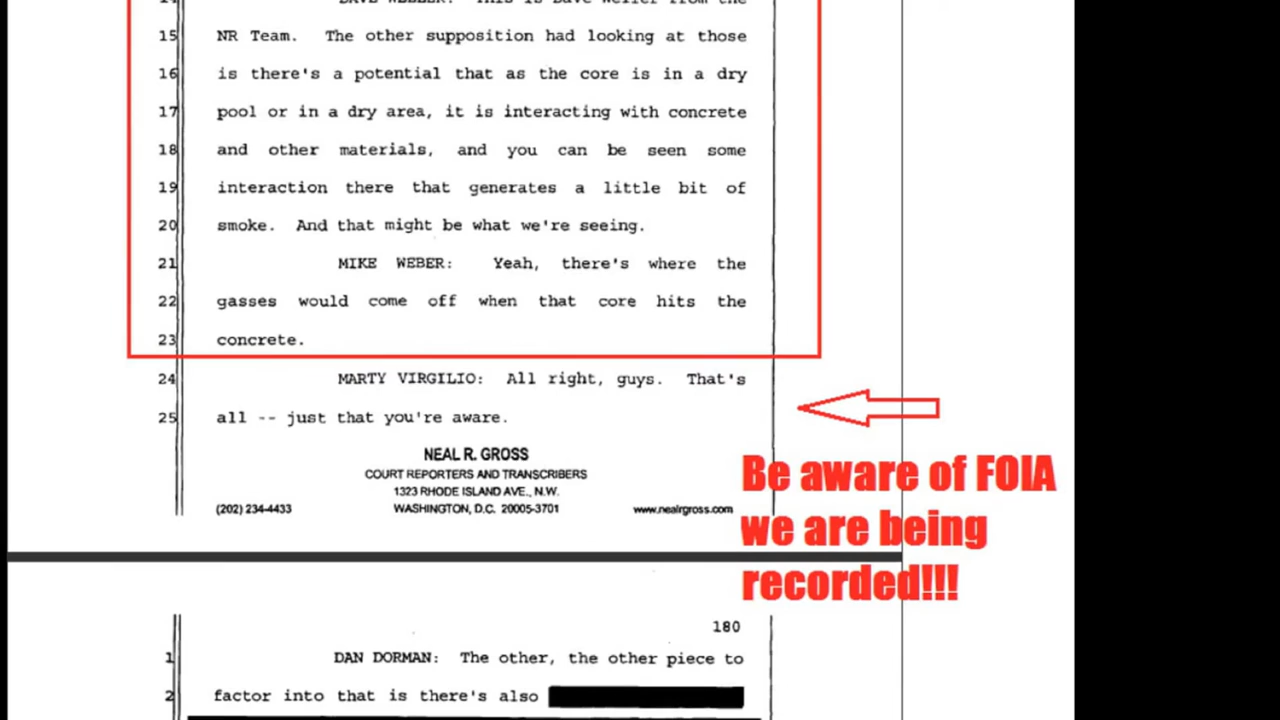 15 NR Team. The other supposition had looking at those
16 is there's a potential that as the core is in a dry
17 pool or in a dry area, it is interacting with concrete
18 and other materials, and you can be seen some
19 interaction there that generates a little bit of
20 smoke. And that might be what we're seeing.
21 MIKE WEBER: Yeah, there's where the
22 gasses would come off when that core hits the
23 concrete.
24 MARTY VIRGILIO: All right, guys. That's
25 all -- just that you're aware.
NEAL R. GROSS
COURT REPORTERS AND TRANSCRIBERS
1323 RHODE ISLAND AVE., N.W.
(202) 234-4433 WASHINGTON, D.C. 20005-3701 www.nealrgross.com
Be aware of FOIA
we are being
recorded!!!
180
1 DAN DORMAN: The other, the other piece to
2 factor into that is there's also